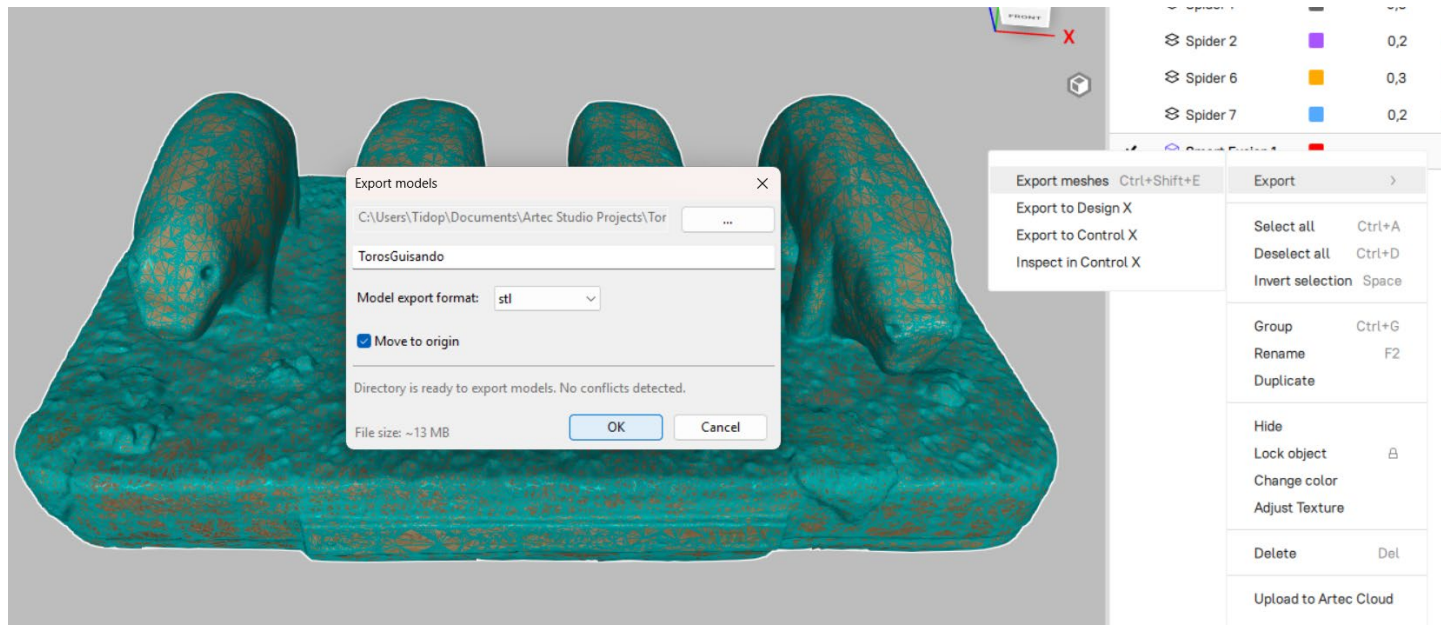 FRONT
X
Spider 2 0,2
Spider 6 0,3
Spider 7 0,2
Export models
C:\Users\Tidop\Documents\Artec Studio Projects\Tor
...
TorosGuisando
Model export format: stl
Move to origin
Directory is ready to export models. No conflicts detected.
File size: ~13 MB
OK Cancel
Export meshes Ctrl+Shift+E
Export to Design X
Export to Control X
Inspect in Control X
Export
Select all Ctrl+A
Deselect all Ctrl+D
Invert selection Space
Group Ctrl+G
Rename F2
Duplicate
Hide
Lock object
Change color
Adjust Texture
Delete Del
Upload to Artec Cloud